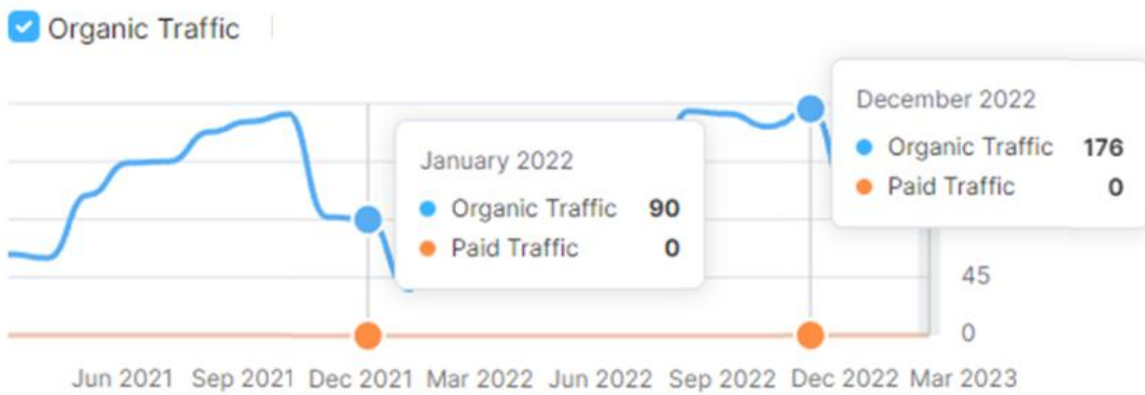 Organic Traffic
January 2022
Organic Traffic 90
Paid Traffic 0
December 2022
Organic Traffic 176
Paid Traffic 0
45
0
Jun 2021 Sep 2021 Dec 2021 Mar 2022 Jun 2022 Sep 2022 Dec 2022 Mar 2023